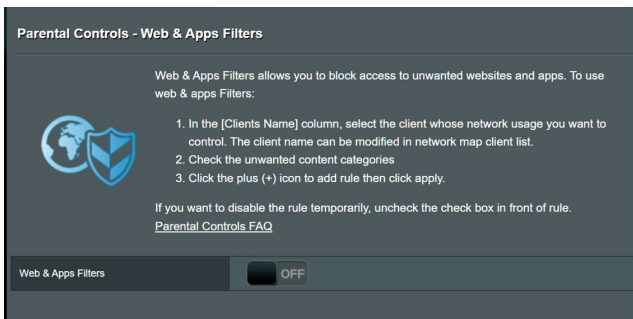 Parental Controls - Web & Apps Filters
Web & Apps Filters allows you to block access to unwanted websites and apps. To use
web & apps Filters:
1. In the [Clients Name] column, select the client whose network usage you want to
control. The client name can be modified in network map client list.
2. Check the unwanted content categories
3. Click the plus (+) icon to add rule then click apply.
If you want to disable the rule temporarily, uncheck the check box in front of rule.
Parental Controls FAQ
Web & Apps Filters
OFF